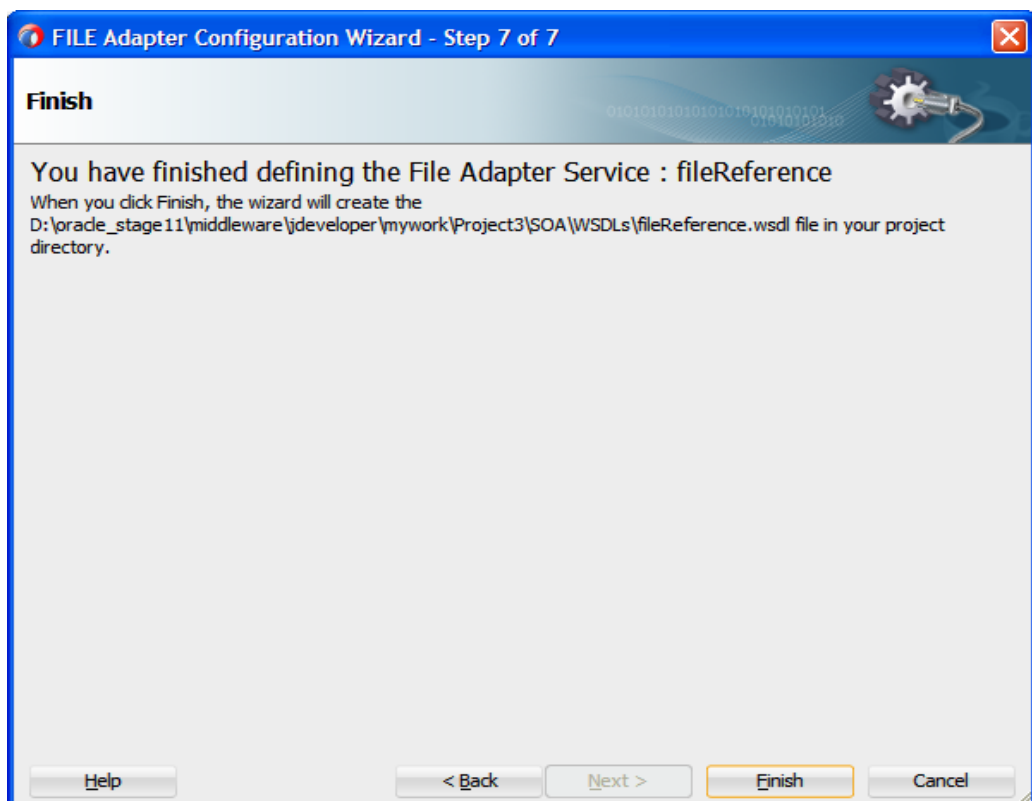 FILE Adapter Configuration Wizard - Step 7 of 7
Finish
You have finished defining the File Adapter Service : fileReference
When you click Finish, the wizard will create the
D:\oracle_stage11\middleware\jdeveloper\mywork\Project3\SOA\WSDLs\fileReference.wsdl file in your project
directory.
Help
< Back
Next >
Finish
Cancel